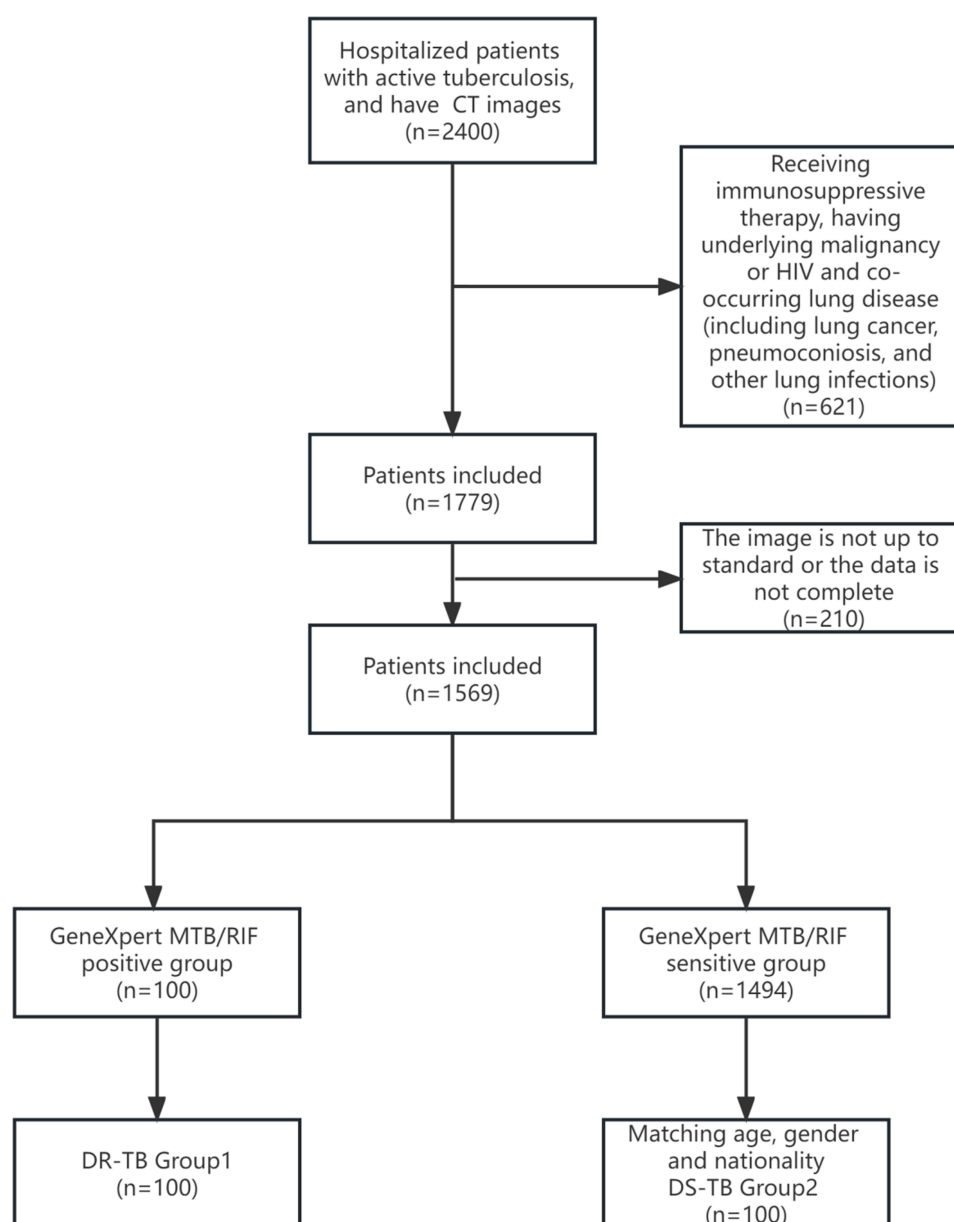 Hospitalized patients
with active tuberculosis,
and have CT images
(n=2400)
Receiving
immunosuppressive
therapy, having
underlying malignancy
or HIV and co-
occurring lung disease
(including lung cancer,
pneumoconiosis, and
other lung infections)
(n=621)
Patients included
(n=1779)
The image is not up to
standard or the data is
not complete
(n=210)
Patients included
(n=1569)
GeneXpert MTB/RIF
positive group
(n=100)
GeneXpert MTB/RIF
sensitive group
(n=1494)
DR-TB Group1
(n=100)
Matching age, gender
and nationality
DS-TB Group2
(n=100)